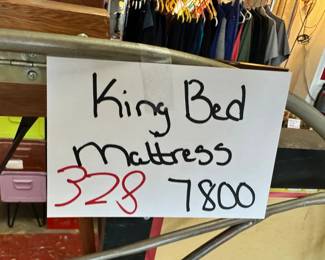 King Bed
Mattress
328 7800